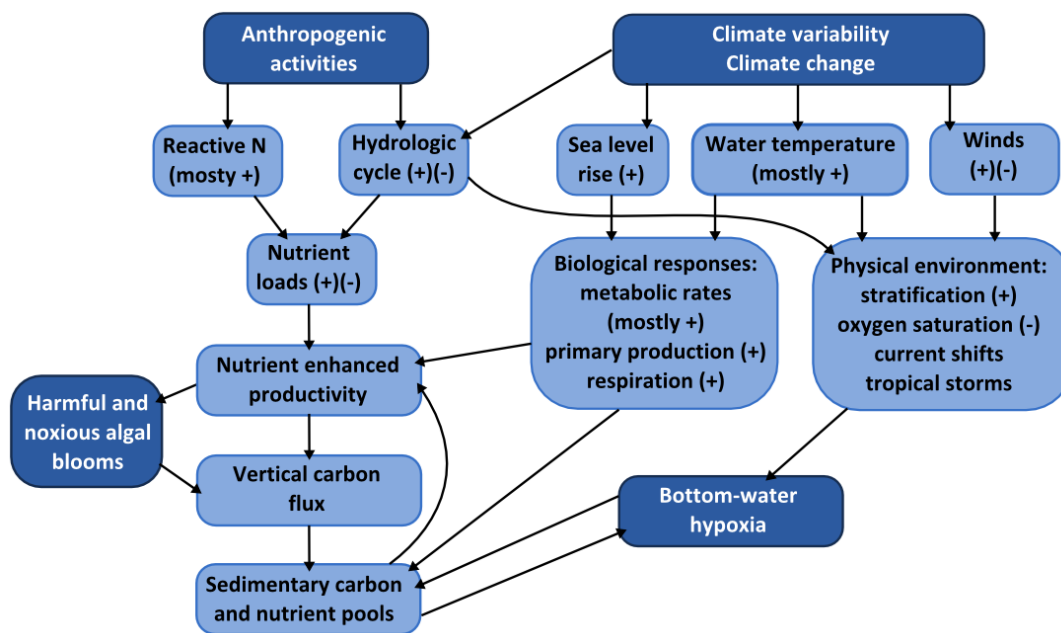 Anthropogenic
activities
Climate variability
Climate change
Reactive N
(mosty +)
Hydrologic
cycle (+)(-)
Sea level
rise (+)
Water temperature
(mostly +)
Winds
(+)(-)
Nutrient
loads (+)(-)
Biological responses:
metabolic rates
(mostly +)
primary production (+)
respiration (+)
Physical environment:
stratification (+)
oxygen saturation (-)
current shifts
tropical storms
Nutrient enhanced
productivity
Harmful and
noxious algal
blooms
Vertical carbon
flux
Bottom-water
hypoxia
Sedimentary carbon
and nutrient pools